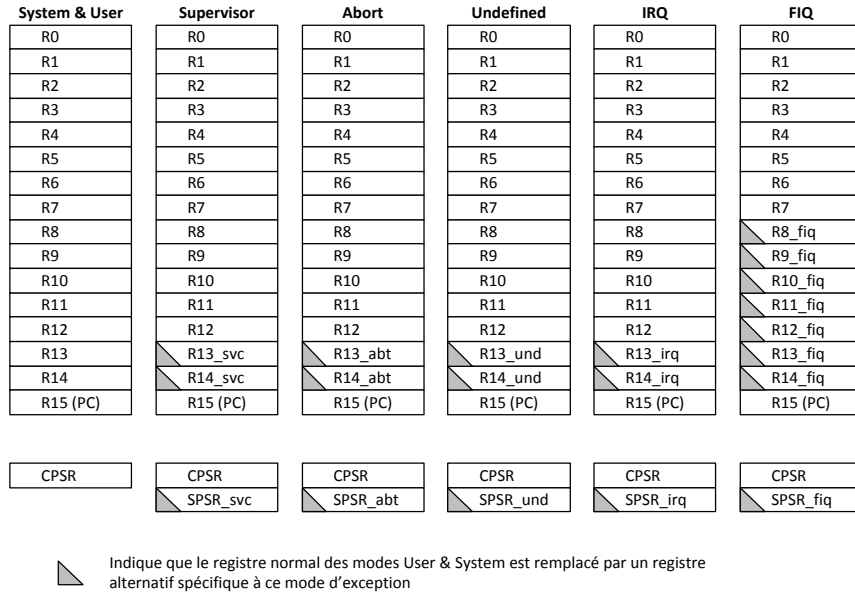 System & User Supervisor Abort Undefined IRQ FIQ
R0 R0 R0 R0 R0 R0
R1 R1 R1 R1 R1 R1
R2 R2 R2 R2 R2 R2
R3 R3 R3 R3 R3 R3
R4 R4 R4 R4 R4 R4
R5 R5 R5 R5 R5 R5
R6 R6 R6 R6 R6 R6
R7 R7 R7 R7 R7 R7
R8 R8 R8 R8 R8 R8_fiq
R9 R9 R9 R9 R9 R9_fiq
R10 R10 R10 R10 R10 R10_fiq
R11 R11 R11 R11 R11 R11_fiq
R12 R12 R12 R12 R12 R12_fiq
R13 R13_svc R13_abt R13_und R13_irq R13_fiq
R14 R14_svc R14_abt R14_und R14_irq R14_fiq
R15 (PC) R15 (PC) R15 (PC) R15 (PC) R15 (PC) R15 (PC)
CPSR CPSR CPSR CPSR CPSR CPSR
SPSR_svc SPSR_abt SPSR_und SPSR_irq SPSR_fiq
Indique que le registre normal des modes User & System est remplacé par un registre
alternatif spécifique à ce mode d'exception